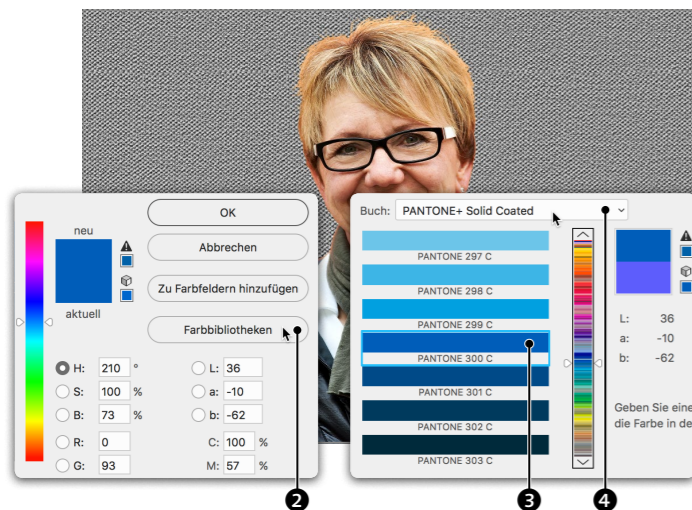 neu
aktuell
OK
Abbrechen
Zu Farbfeldern hinzufügen
Farbbibliotheken
H: 210 °
S: 100 %
B: 73 %
R: 0
G: 93
L: 36
a: -10
b: -62
C: 100 %
M: 57 %
Buch: PANTONE+ Solid Coated
PANTONE 297 C
PANTONE 298 C
PANTONE 299 C
PANTONE 300 C
PANTONE 301 C
PANTONE 302 C
PANTONE 303 C
L: 36
a: -10
b: -62
Geben Sie eine
die Farbe in de
2
3
4